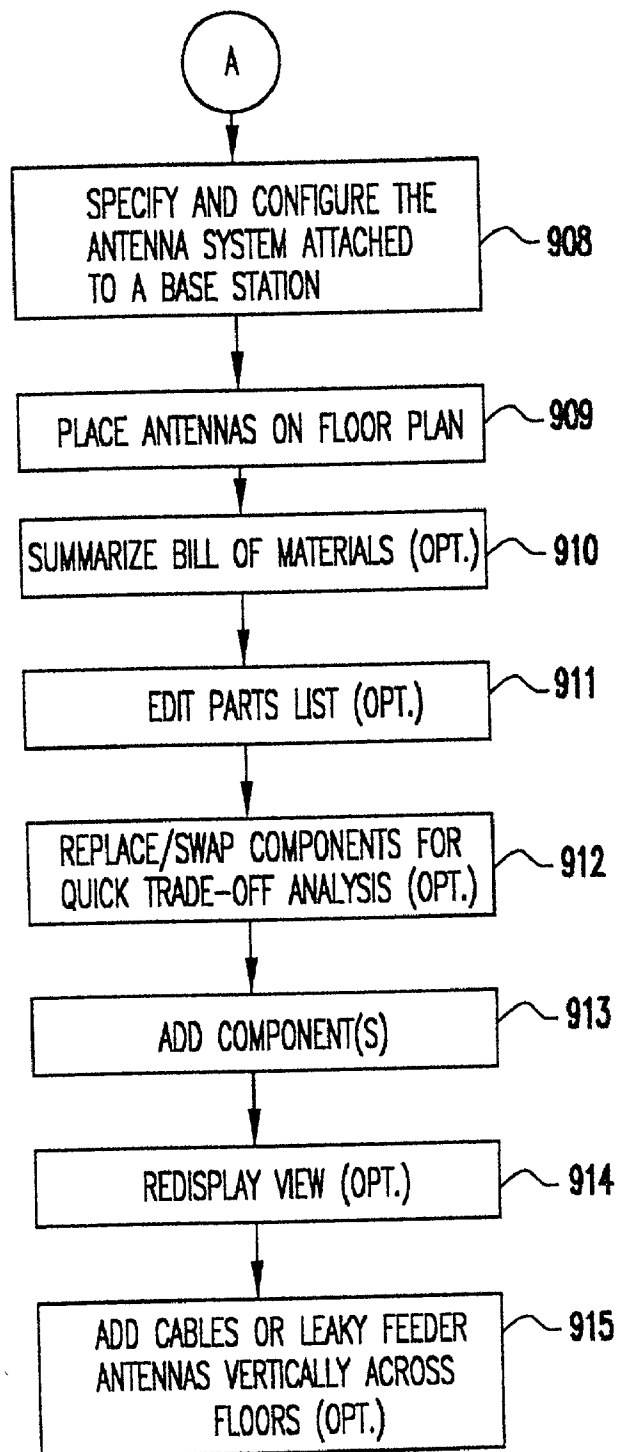 A
SPECIFY AND CONFIGURE THE
ANTENNA SYSTEM ATTACHED
TO A BASE STATION
908
PLACE ANTENNAS ON FLOOR PLAN
909
SUMMARIZE BILL OF MATERIALS (OPT.)
910
EDIT PARTS LIST (OPT.)
911
REPLACE/SWAP COMPONENTS FOR
QUICK TRADE-OFF ANALYSIS (OPT.)
912
ADD COMPONENT(S)
913
REDISPLAY VIEW (OPT.)
914
ADD CABLES OR LEAKY FEEDER
ANTENNAS VERTICALLY ACROSS
FLOORS (OPT.)
915